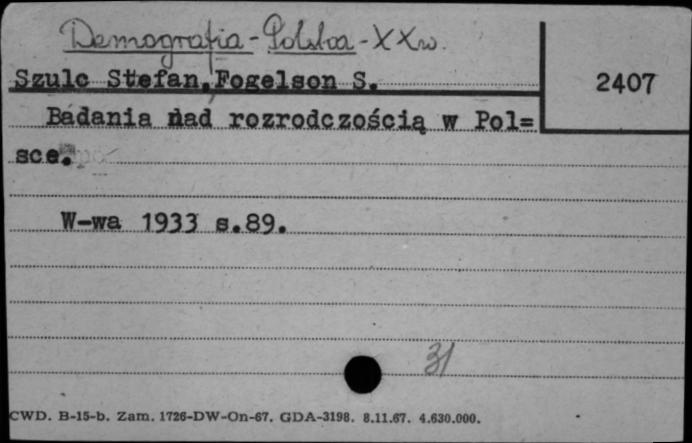 Demografia - Polska - XX w.
Szulc Stefan, Fogelson S.
2407
Badania nad rozrodczością w Pol=
sce.
W-wa 1933 s.89.
31
CWD. B-15-b. Zam. 1726-DW-On-67. GDA-3198. 8.11.67. 4.630.000.